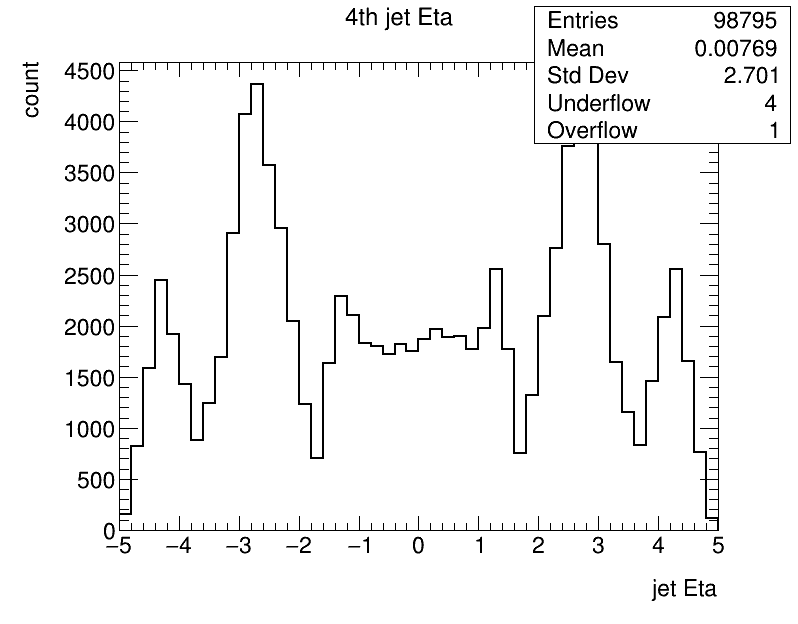 4th jet Eta
Entries 98795
Mean 0.00769
Std Dev 2.701
Underflow 4
Overflow 1
count
4500
4000
3500
3000
2500
2000
1500
1000
500
0
−5 −4 −3 −2 −1 0 1 2 3 4 5
jet Eta